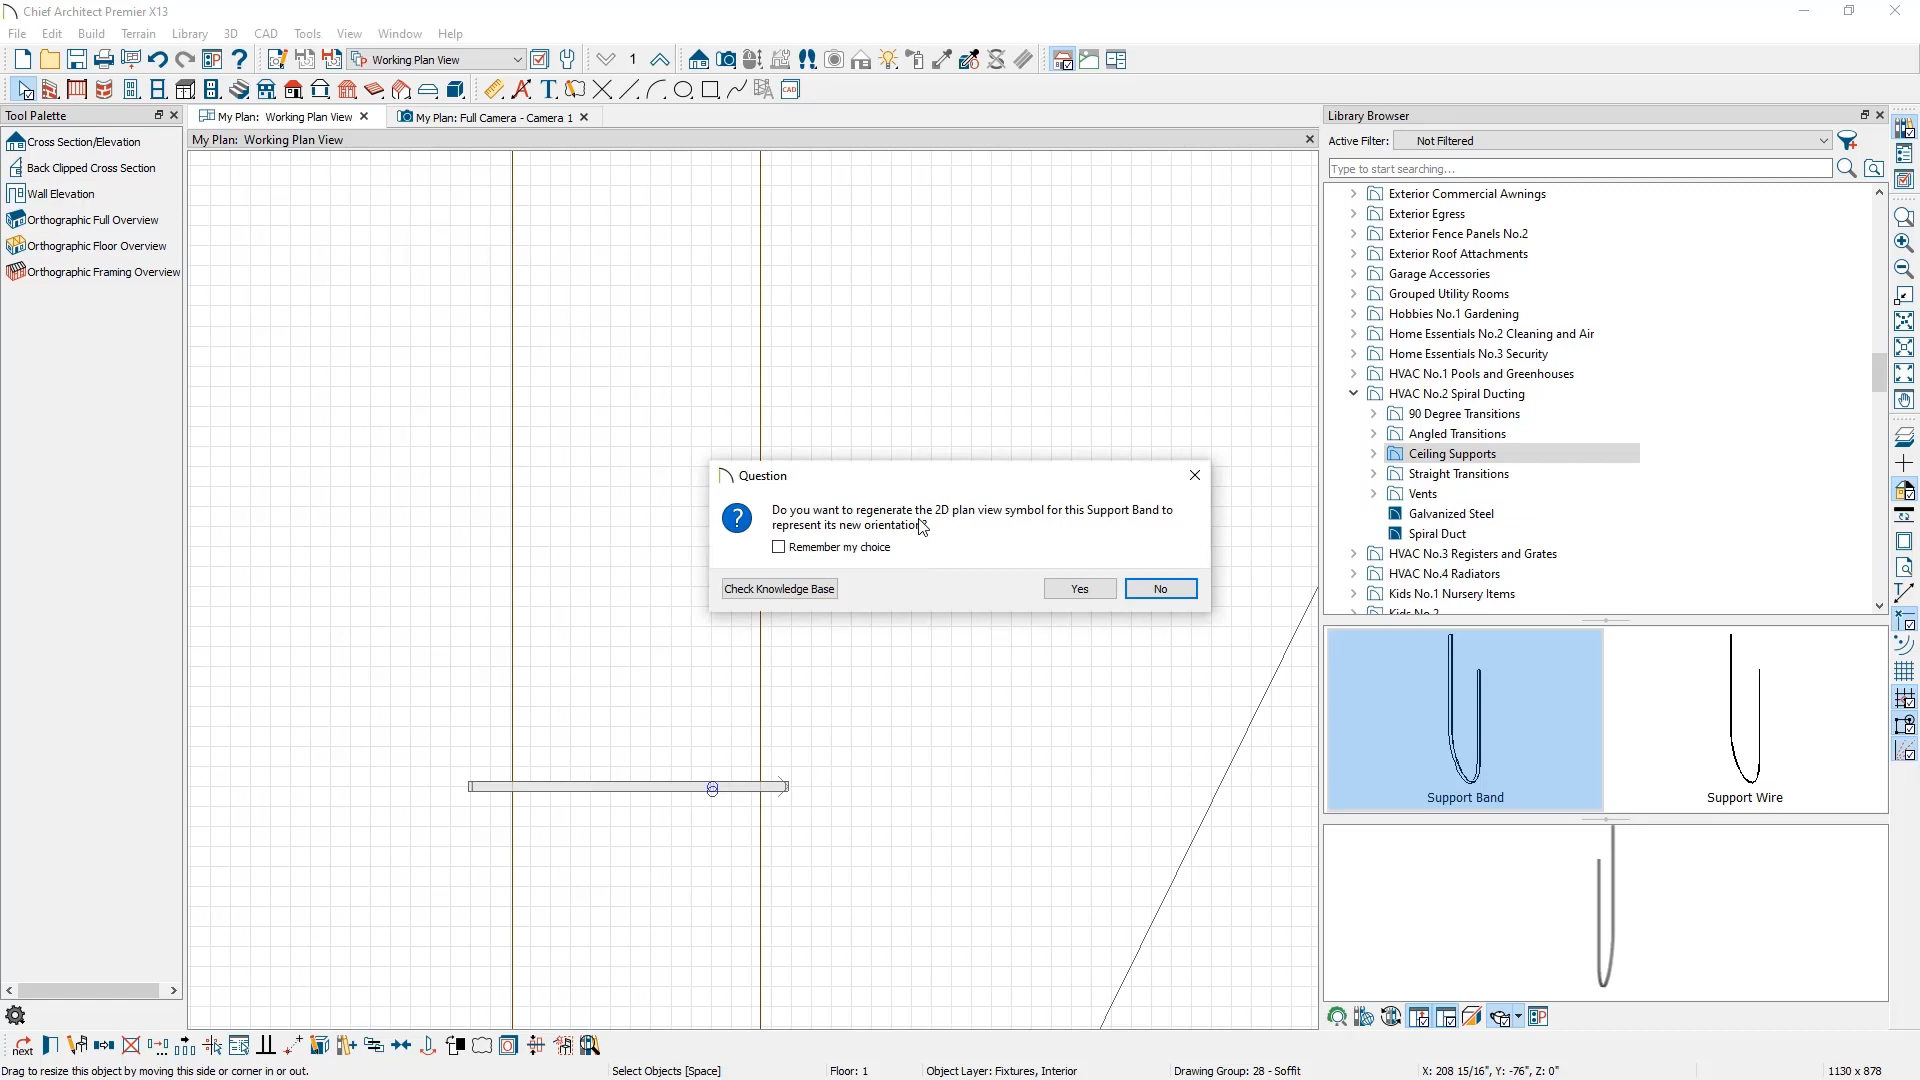 Chief Architect Premier X13
File Edit Build Terrain Library 3D CAD Tools View Window Help
Working Plan View
1
Tool Palette
Cross Section/Elevation
Back Clipped Cross Section
Wall Elevation
Orthographic Full Overview
Orthographic Floor Overview
Orthographic Framing Overview
My Plan: Working Plan View
My Plan: Full Camera - Camera 1
My Plan: Working Plan View
Question
Do you want to regenerate the 2D plan view symbol for this Support Band to
represent its new orientation?
Remember my choice
Check Knowledge Base
Yes
No
Library Browser
Active Filter: Not Filtered
Type to start searching...
Exterior Commercial Awnings
Exterior Egress
Exterior Fence Panels No.2
Exterior Roof Attachments
Garage Accessories
Grouped Utility Rooms
Hobbies No.1 Gardening
Home Essentials No.2 Cleaning and Air
Home Essentials No.3 Security
HVAC No.1 Pools and Greenhouses
HVAC No.2 Spiral Ducting
90 Degree Transitions
Angled Transitions
Ceiling Supports
Straight Transitions
Vents
Galvanized Steel
Spiral Duct
HVAC No.3 Registers and Grates
HVAC No.4 Radiators
Kids No.1 Nursery Items
Kids No.2
Support Band
Support Wire
CAD
next
Drag to resize this object by moving this side or corner in or out.
Select Objects [Space]
Floor: 1
Object Layer: Fixtures, Interior
Drawing Group: 28 - Soffit
X: 208 15/16", Y: -76", Z: 0"
1130 x 878